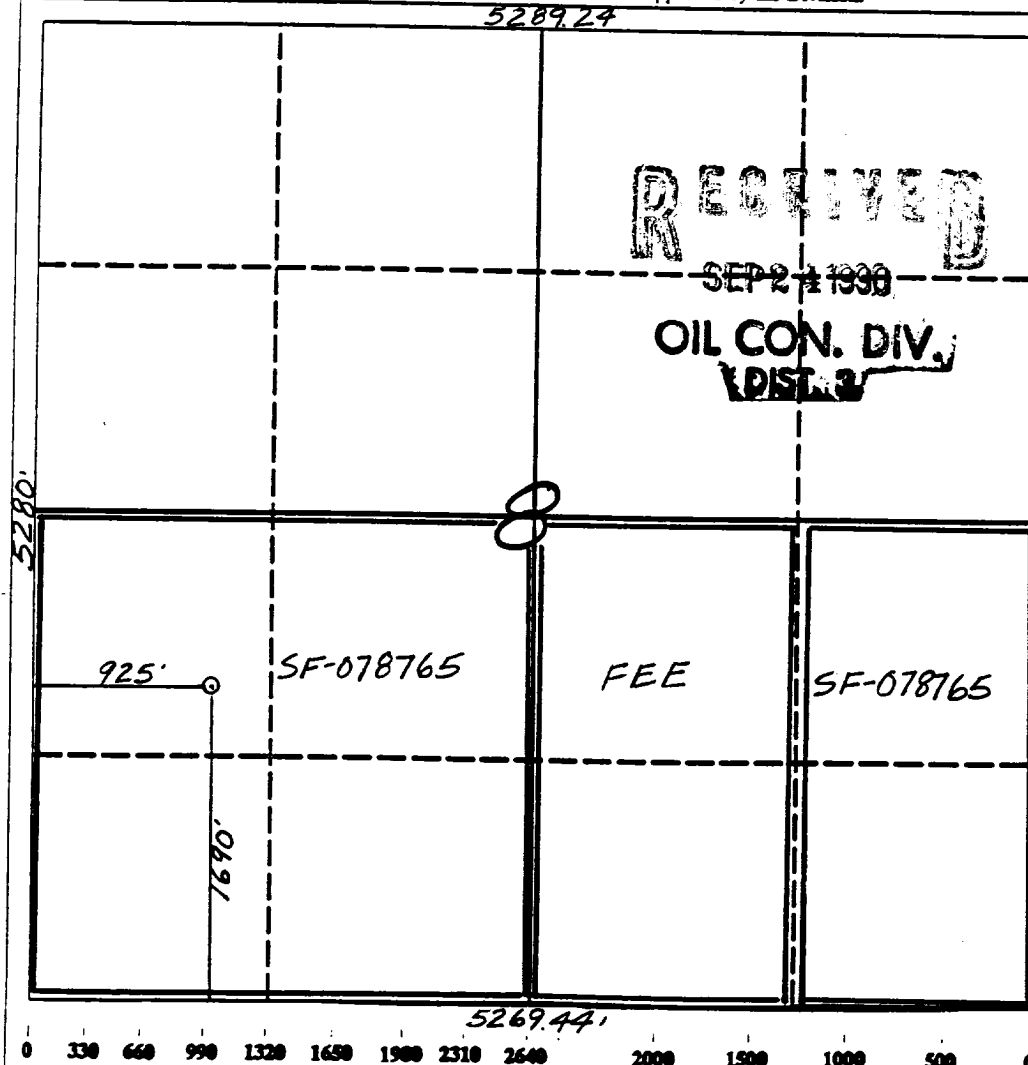 5289.24
RECEIVED
SEP 24 1990
OIL CON. DIV.
DIST. 3
5280'
8
925'
SF-078765
FEE
SF-078765
1690'
5269.44'
0 330 660 990 1320 1650 1980 2310 2640 2000 1500 1000 500